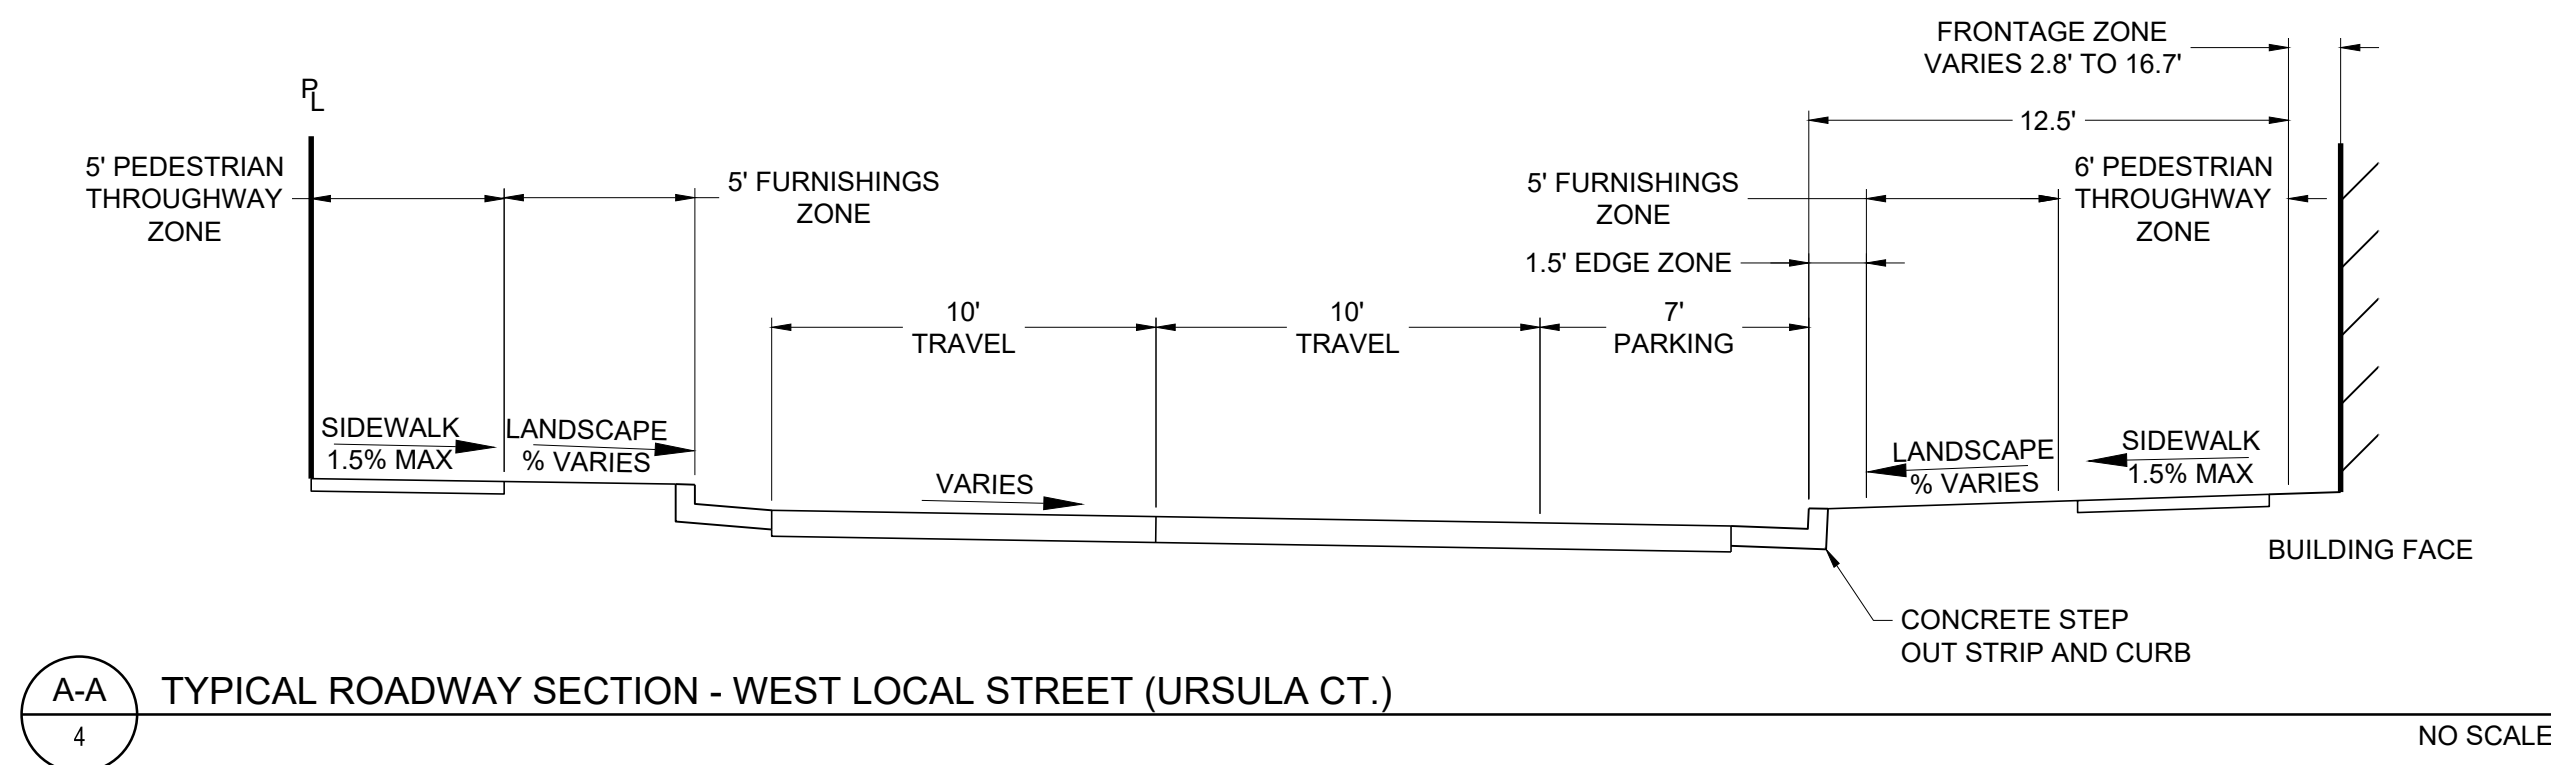 FRONTAGE ZONE
VARIES 2.8' TO 16.7'
PL
12.5'
5' PEDESTRIAN
THROUGHWAY
ZONE
5' FURNISHINGS
ZONE
5' FURNISHINGS
ZONE
6' PEDESTRIAN
THROUGHWAY
ZONE
1.5' EDGE ZONE
10'
TRAVEL
10'
TRAVEL
7'
PARKING
SIDEWALK
1.5% MAX
LANDSCAPE
% VARIES
VARIES
LANDSCAPE
% VARIES
SIDEWALK
1.5% MAX
BUILDING FACE
CONCRETE STEP
OUT STRIP AND CURB
A-A
4
TYPICAL ROADWAY SECTION - WEST LOCAL STREET (URSULA CT.)
NO SCALE